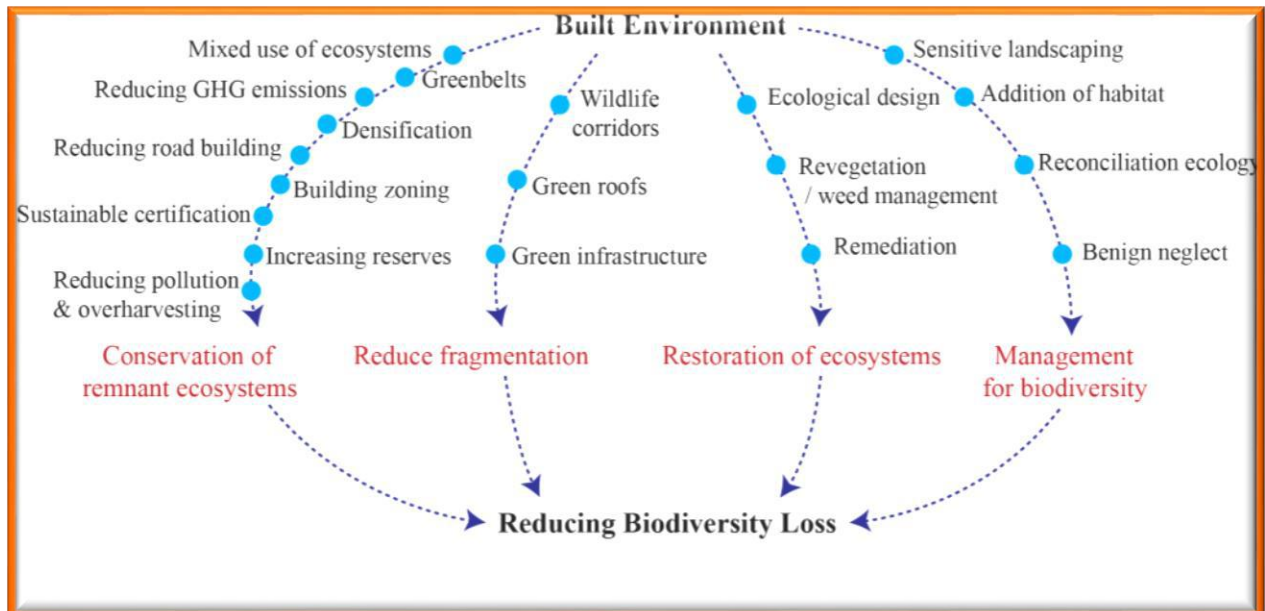 Built Environment
Mixed use of ecosystems
Greenbelts
Reducing GHG emissions
Densification
Reducing road building
Building zoning
Sustainable certification
Increasing reserves
Reducing pollution
& overharvesting
Conservation of
remnant ecosystems
Wildlife
corridors
Green roofs
Green infrastructure
Reduce fragmentation
Ecological design
Revegetation
/ weed management
Remediation
Restoration of ecosystems
Sensitive landscaping
Addition of habitat
Reconciliation ecology
Benign neglect
Management
for biodiversity
Reducing Biodiversity Loss